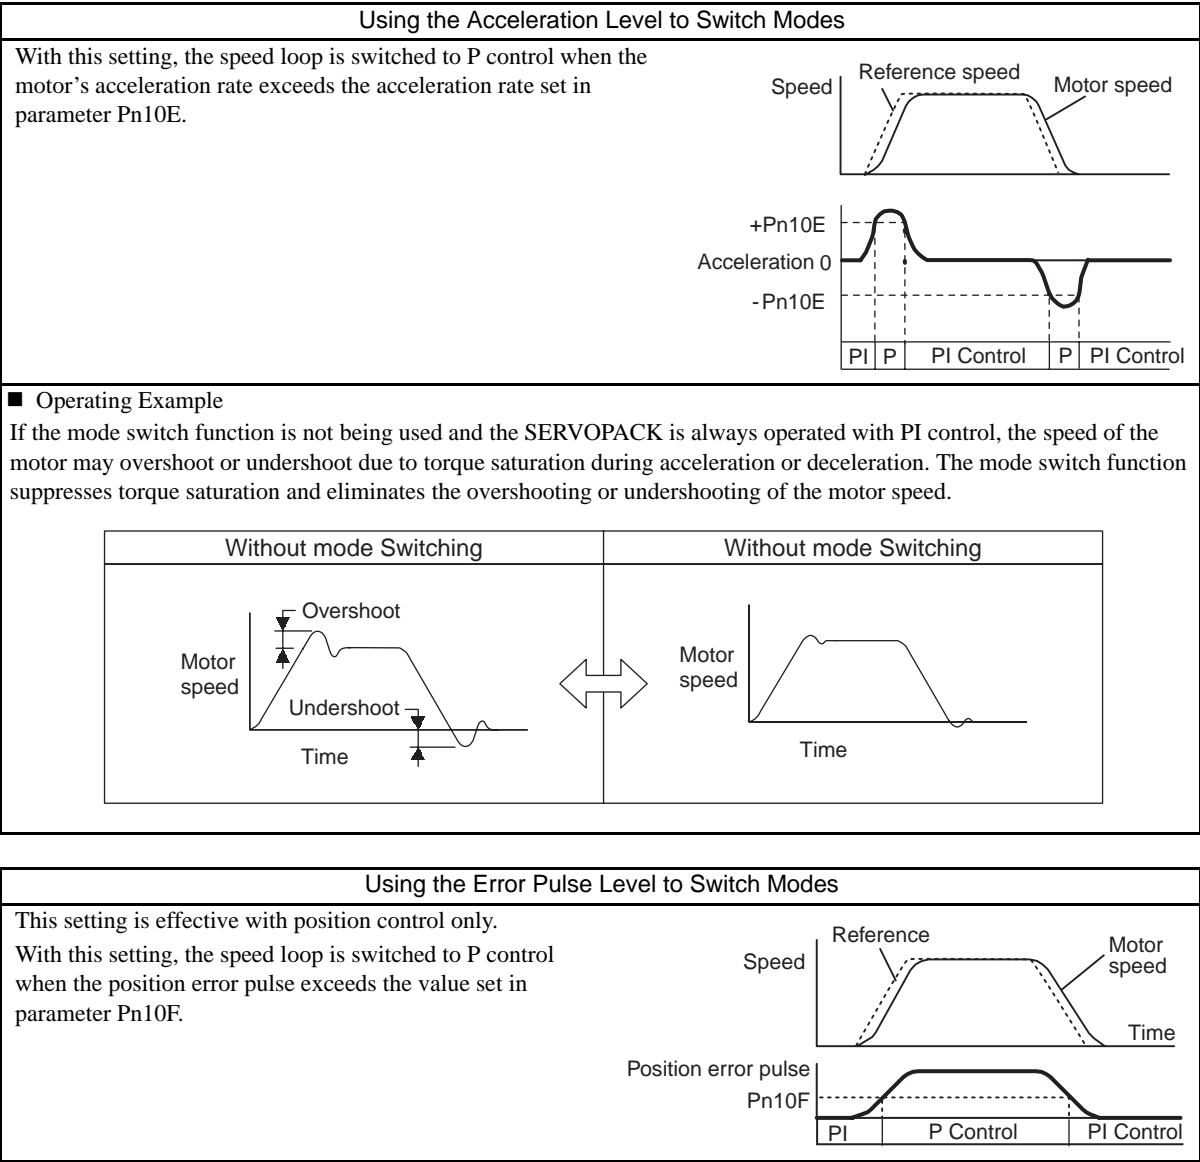 Using the Acceleration Level to Switch Modes
With this setting, the speed loop is switched to P control when the
motor's acceleration rate exceeds the acceleration rate set in
parameter Pn10E.
Speed
Reference speed
Motor speed
+Pn10E
Acceleration 0
-Pn10E
PI P PI Control P PI Control
■ Operating Example
If the mode switch function is not being used and the SERVOPACK is always operated with PI control, the speed of the
motor may overshoot or undershoot due to torque saturation during acceleration or deceleration. The mode switch function
suppresses torque saturation and eliminates the overshooting or undershooting of the motor speed.
Without mode Switching
Overshoot
Motor
speed
Undershoot
Time
Without mode Switching
Motor
speed
Time
Using the Error Pulse Level to Switch Modes
This setting is effective with position control only.
With this setting, the speed loop is switched to P control
when the position error pulse exceeds the value set in
parameter Pn10F.
Reference
Speed
Motor
speed
Time
Position error pulse
Pn10F
PI P Control PI Control